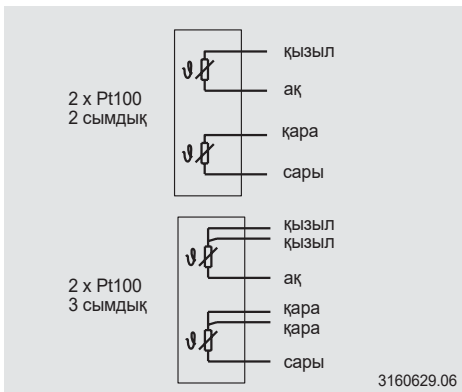 қызыл
2 x Pt100
2 сымдық
ақ
қара
сары
қызыл
қызыл
2 x Pt100
3 сымдық
ақ
қара
қара
сары
3160629.06